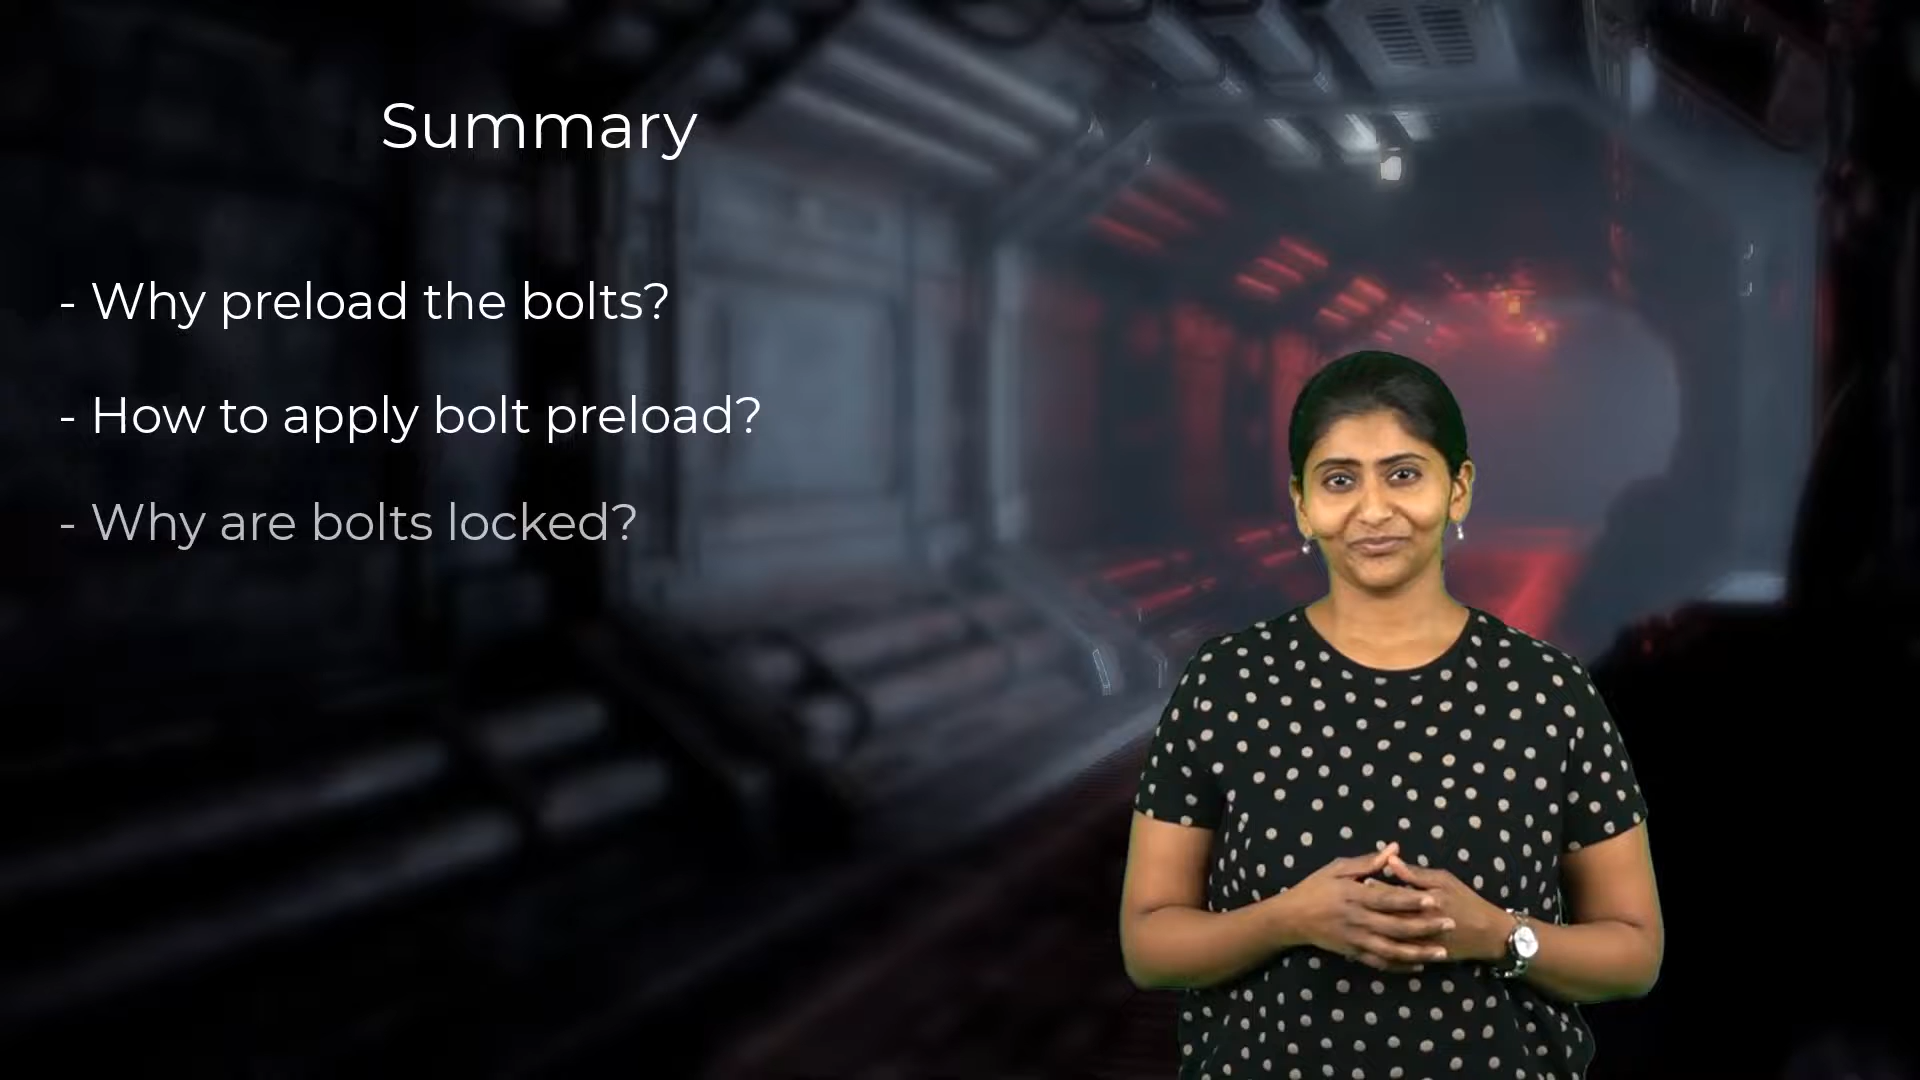 Summary
- Why preload the bolts?
- How to apply bolt preload?
- Why are bolts locked?